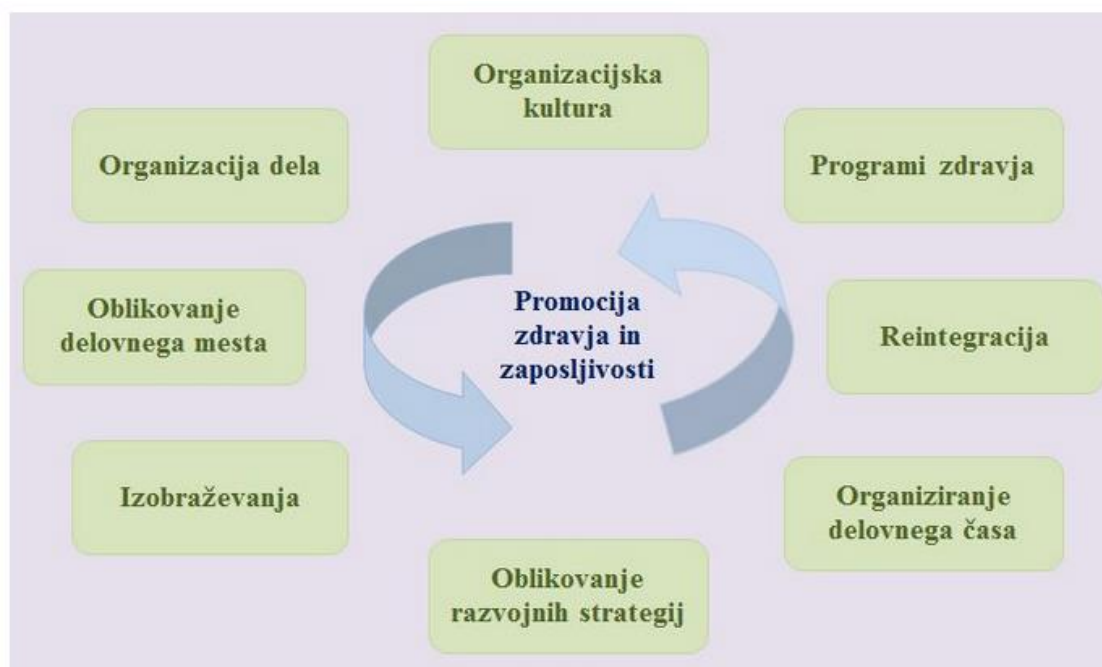 Organizacijska
kultura
Organizacija dela
Programi zdravja
Oblikovanje
delovnega mesta
Promocija
zdravja in
zaposljivosti
Reintegracija
Izobraževanja
Organiziranje
delovnega časa
Oblikovanje
razvojnih strategij